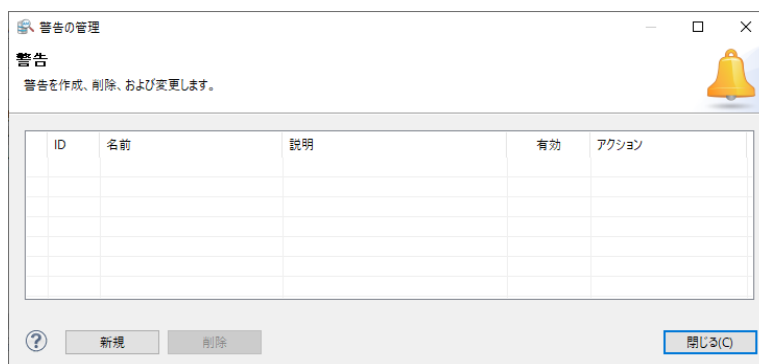 警告の管理
警告
警告を作成、削除、および変更します。
ID 名前 説明 有効 アクション
? 新規 削除 閉じる(C)